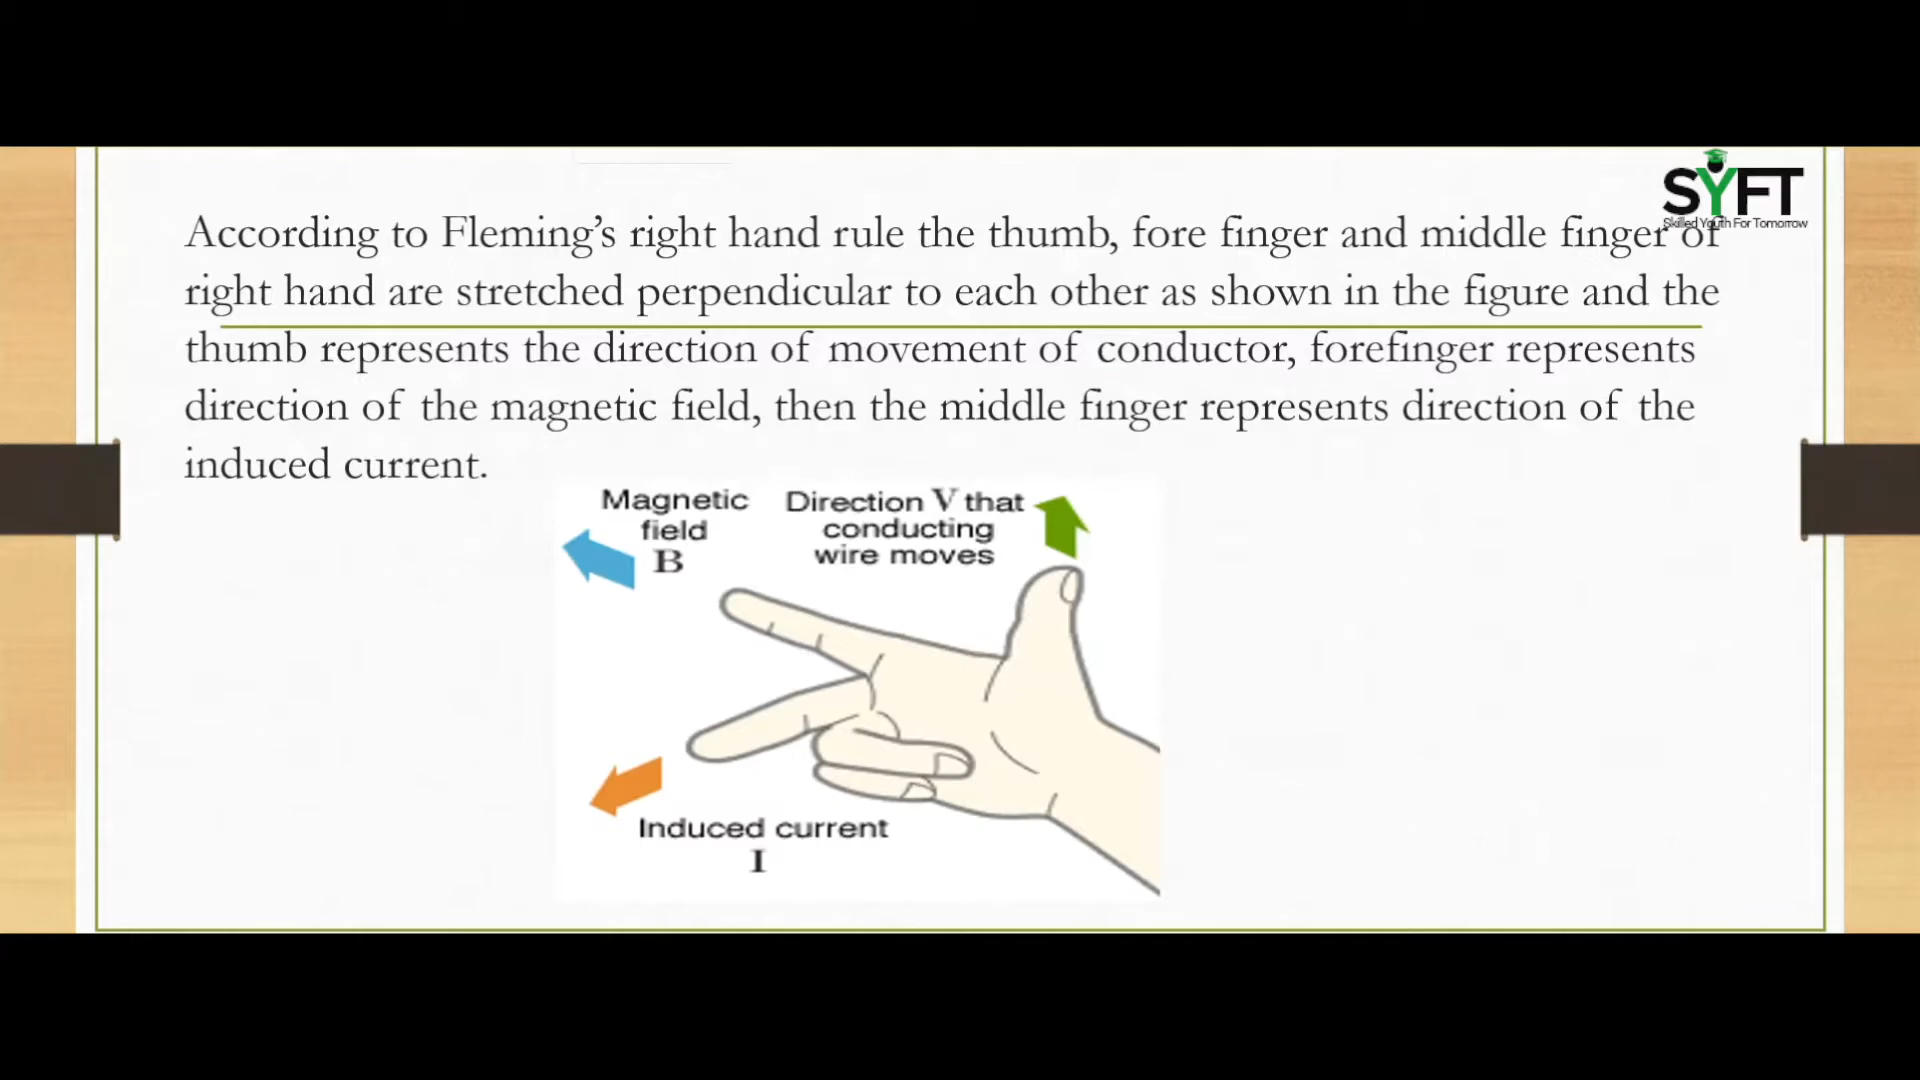 SYFT
Skilled Youth For Tomorrow
According to Fleming’s right hand rule the thumb, fore finger and middle finger of
right hand are stretched perpendicular to each other as shown in the figure and the
thumb represents the direction of movement of conductor, forefinger represents
direction of the magnetic field, then the middle finger represents direction of the
induced current.
Magnetic
field
B
Direction V that
conducting
wire moves
Induced current
I